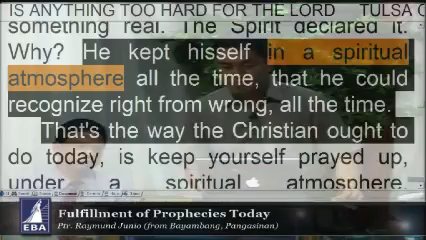 IS ANYTHING TOO HARD FOR THE LORD TULSA
something real. The Spirit declared it.
Why? He kept hisself in a spiritual
atmosphere all the time, that he could
recognize right from wrong, all the time.
That's the way the Christian ought to
do today, is keep yourself prayed up,
under a spiritual atmosphere.
Fulfillment of Prophecies Today
Ptr. Raymund Junio (from Bayambang, Pangasinan)
EBA